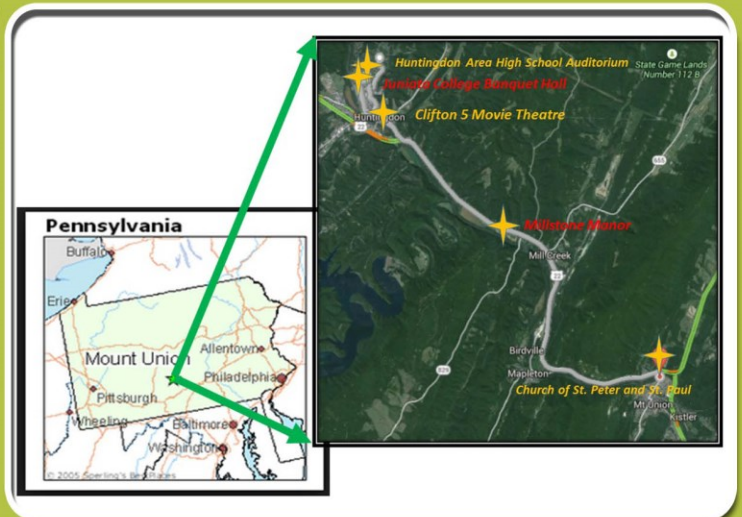 Huntingdon Area High School Auditorium
State Game Lands
Number 112 B
Juniata College Banquet Hall
Clifton 5 Movie Theatre
Huntingdon
22
655
Millstone Manor
Mill Creek
22
Birdville
829
Mapleton
Church of St. Peter and St. Paul
Mt Union
Kistler
Pennsylvania
Buffalo
Erie
Mount Union
Allentown
Philadelphia
Pittsburgh
Wheeling
Baltimore
Washington
© 2005 Sperling's BestPlaces